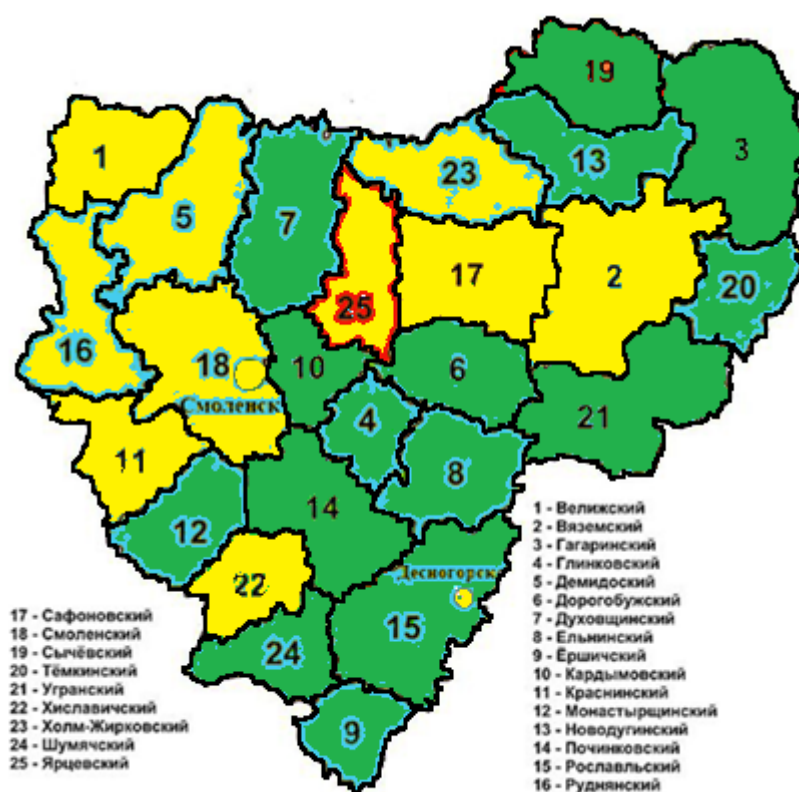 19
3
1
13
23
5
7
17
2
20
25
16
10
6
18
Смоленск
21
4
11
8
14
12
Десногорск
22
15
24
9
1 - Велижский
2 - Вяземский
3 - Гагаринский
4 - Глинковский
5 - Демидоский
6 - Дорогобужский
7 - Духовщинский
8 - Ельнинский
9 - Ёршичский
10 - Кардымовский
11 - Краснинский
12 - Монастырщинский
13 - Новодугинский
14 - Починковский
15 - Рославльский
16 - Руднянский
17 - Сафоновский
18 - Смоленский
19 - Сычёвский
20 - Тёмкинский
21 - Угранский
22 - Хиславичский
23 - Холм-Жирковский
24 - Шумячский
25 - Ярцевский